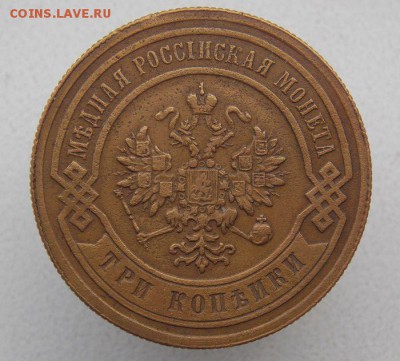 COINS.LAVE.RU
МѢДНАЯ РОССІЙСКАЯ МОНЕТА
ТРИ КОПѢЙКИ